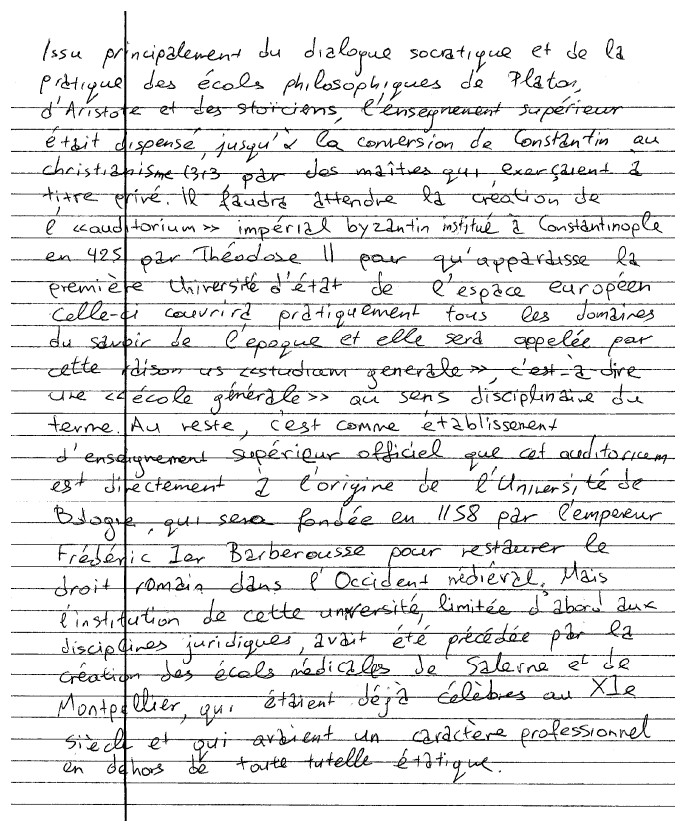 Issu principalement du dialogue socratique et de la
pratique des écols philosophiques de Platon,
d'Aristote et des stoïciens, l'enseignement supérieur
était dispensé, jusqu'à la conversion de Constantin au
christianisme (313 par des maîtres qui exerçaient à
titre privé. Il faudra attendre la création de
l' «auditorium» impérial byzantin institué à Constantinople
en 425 par Théodose II pour qu'apparaisse la
première Université d'état de l'espace européen
Celle-ci couvrira pratiquement tous les domaines
du savoir de l'époque et elle sera appelée par
cette raison us «studium generale», c'est-à-dire
une «école générale» au sens disciplinaire du
terme. Au reste, c'est comme établissement
d'enseignement supérieur officiel que cet auditorium
est directement à l'origine de l'Université de
Bologne, qui sera fondée en 1158 par l'empereur
Frédéric Ier Barberousse pour restaurer le
droit romain dans l'Occident médiéval. Mais
l'institution de cette université, limitée d'abord aux
disciplines juridiques, avait été précédée par la
création des écols médicales de Salerne et de
Montpellier, qui étaient déjà célèbres au XIe
siècle et qui avaient un caractère professionnel
en dehors de toute tutelle étatique.